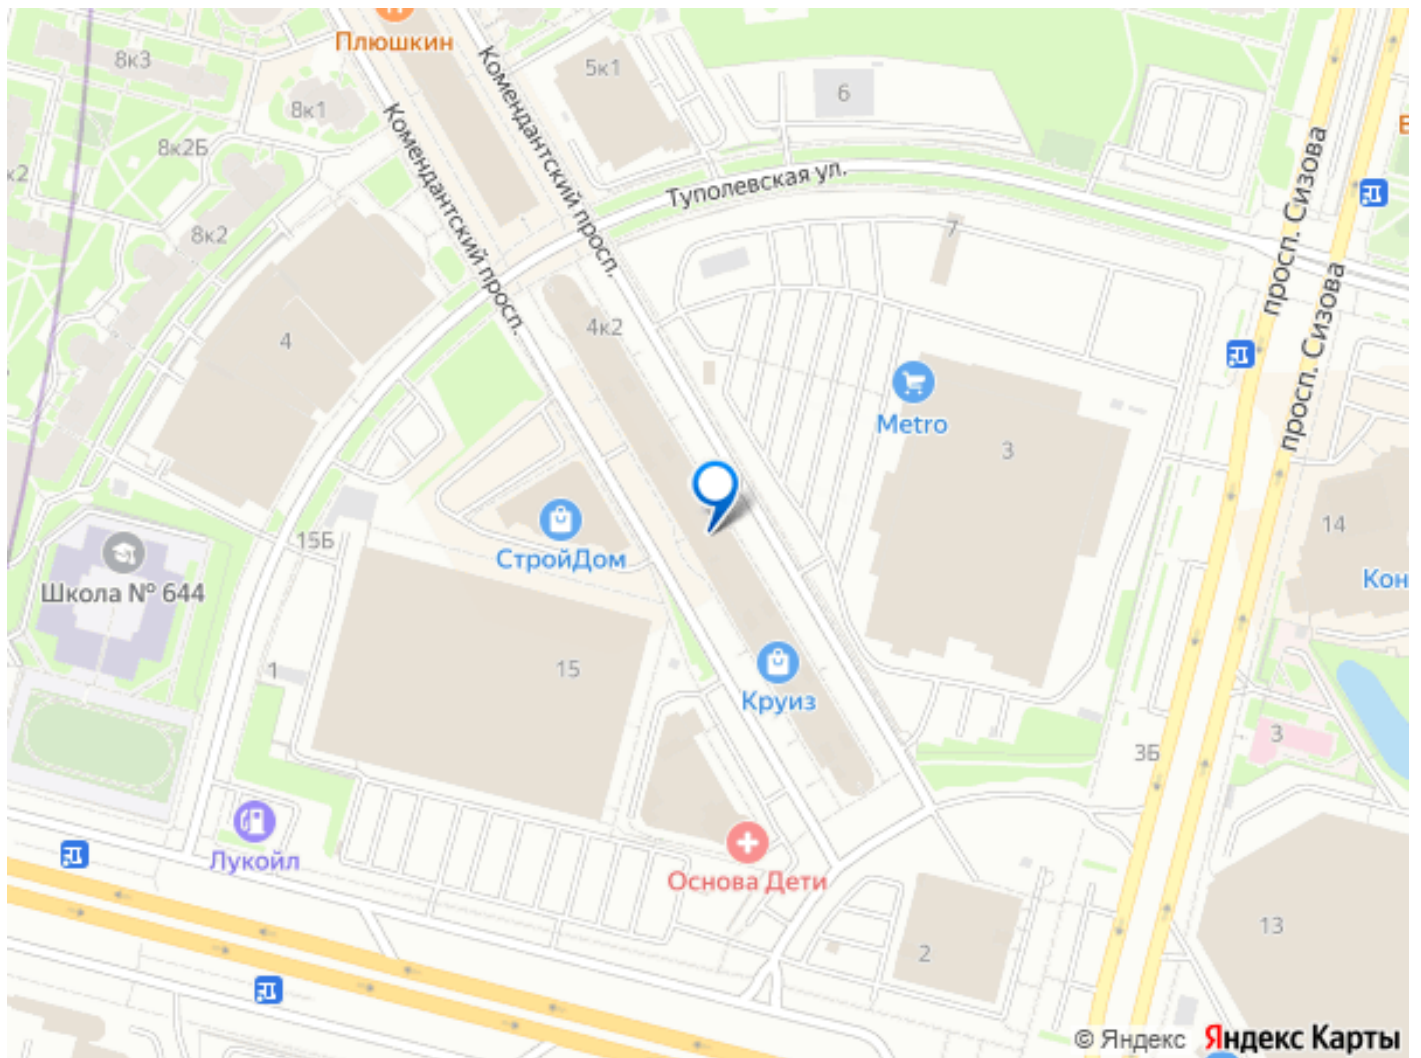 Плюшкин
8к3
5к1
6
8к1
Комендантский просп.
Комендантский просп.
8к2Б
к2
Туполевская ул.
просп. Сизова
просп. Сизова
8к2
7
4
4к2
Metro
3
15Б
СтройДом
14
Кон
Школа № 644
1
15
Круиз
3
3Б
Лукойл
Основа Дети
13
2
© Яндекс Яндекс Карты